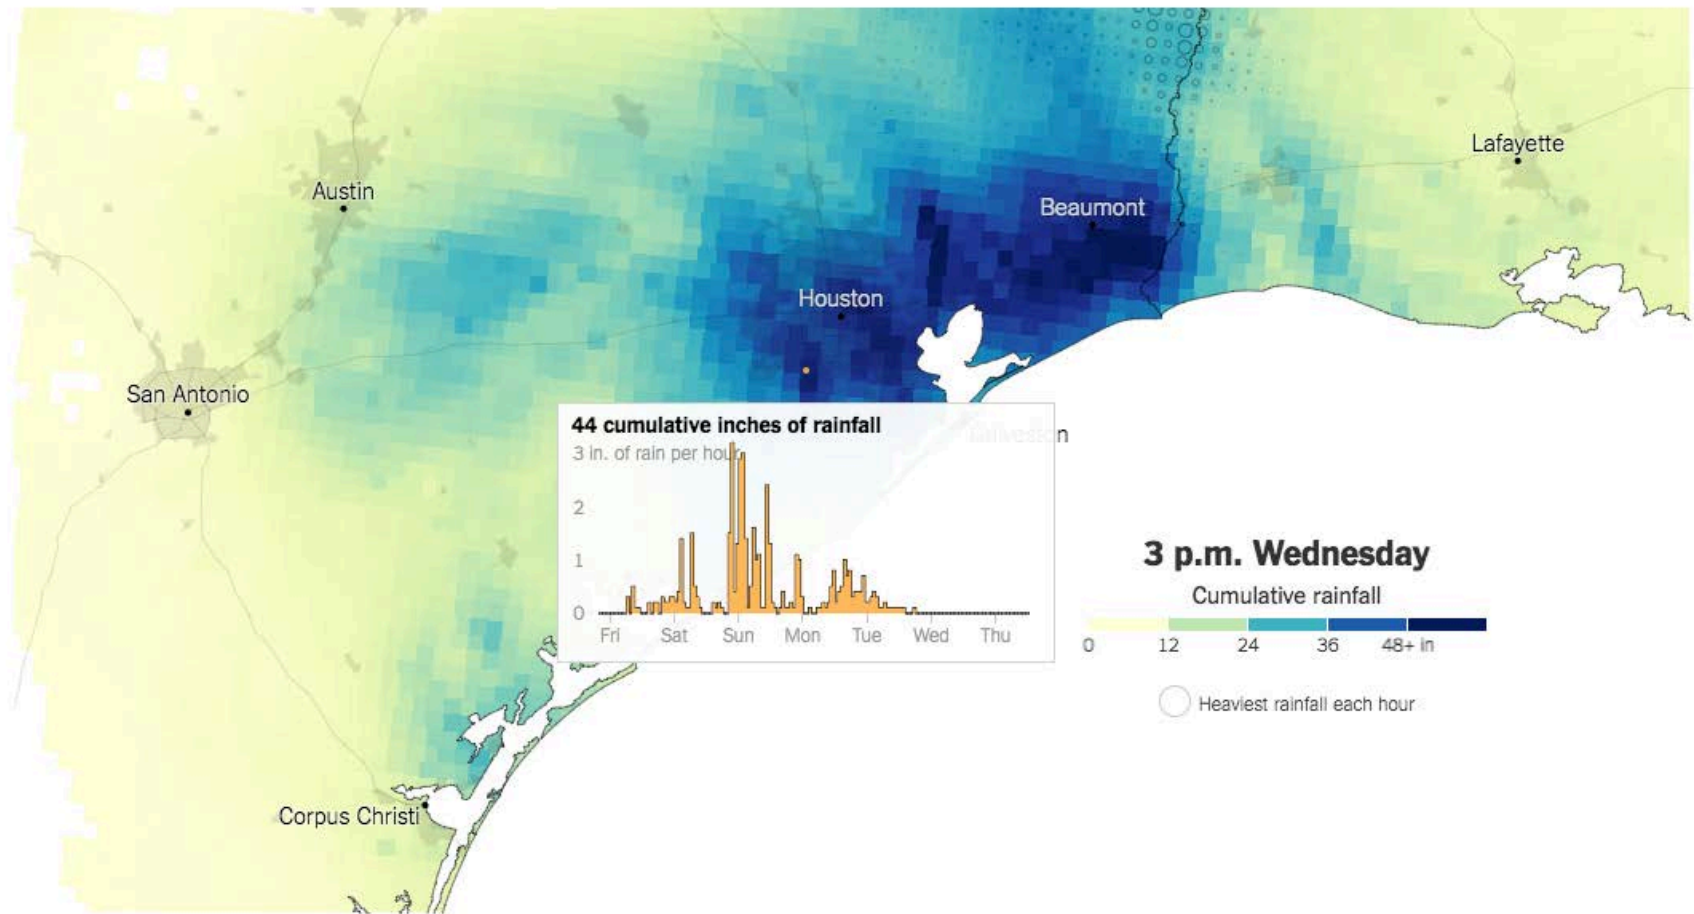 Lafayette
Austin
Beaumont
Houston
San Antonio
44 cumulative inches of rainfall
3 in. of rain per hour
2
1
0
Fri Sat Sun Mon Tue Wed Thu
Galveston
3 p.m. Wednesday
Cumulative rainfall
0 12 24 36 48+ in
Heaviest rainfall each hour
Corpus Christi